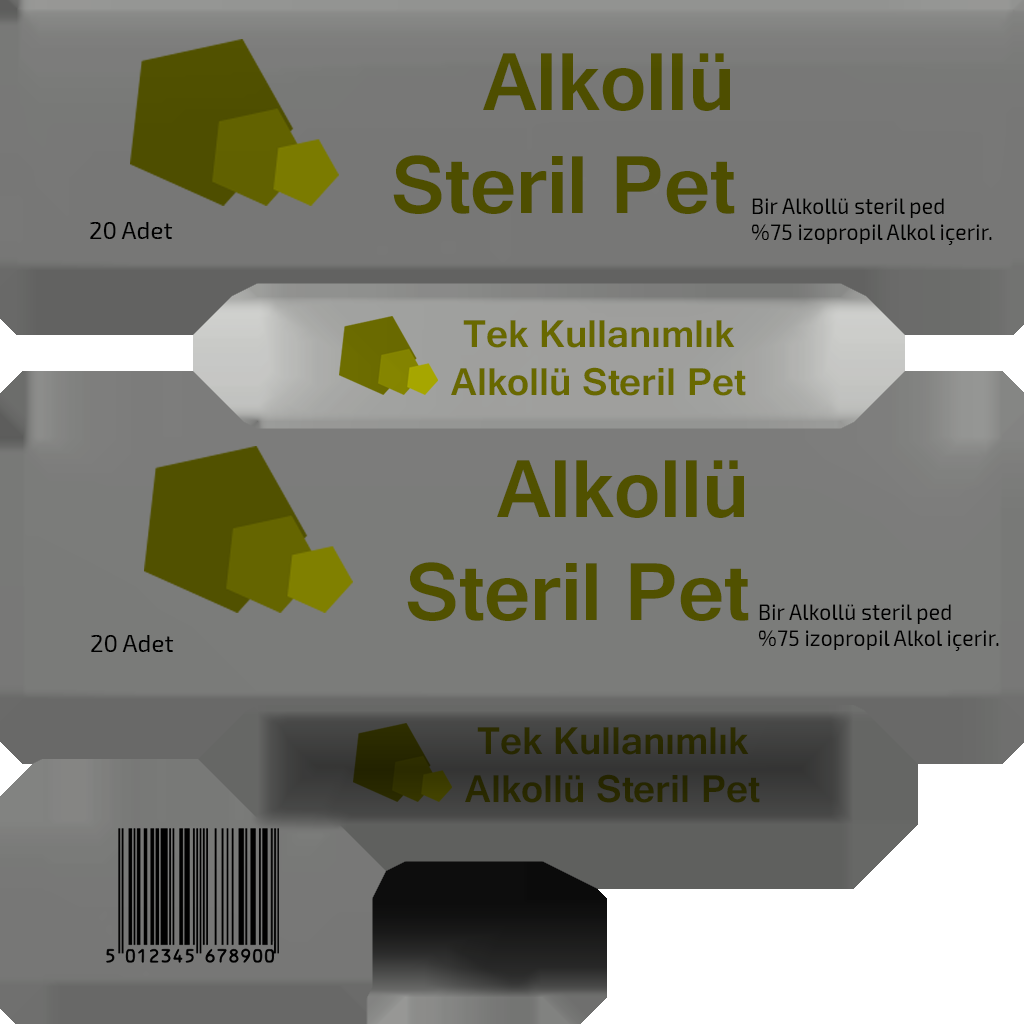 Alkollü
Steril Pet
Bir Alkollü steril ped
%75 izopropil Alkol içerir.
20 Adet
Tek Kullanımlık
Alkollü Steril Pet
Alkollü
Steril Pet
Bir Alkollü steril ped
%75 izopropil Alkol içerir.
20 Adet
Tek Kullanımlık
Alkollü Steril Pet
5 012345 678900